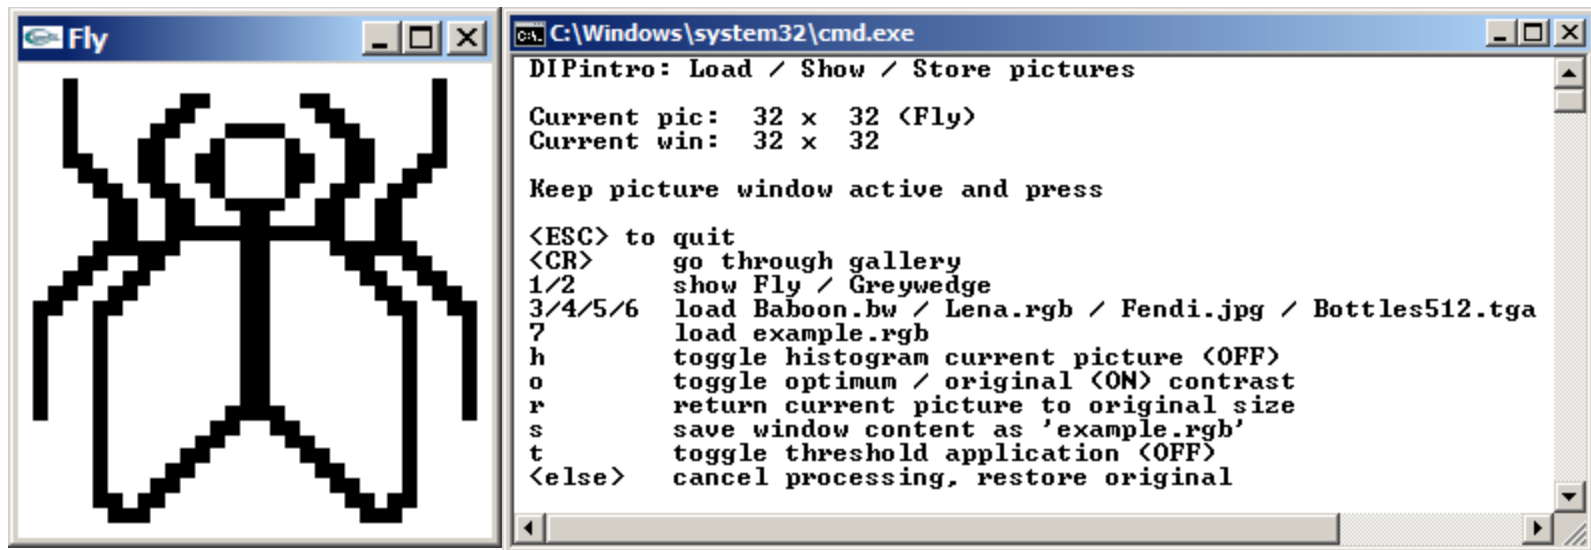 Fly
C:\Windows\system32\cmd.exe
DIPintro: Load / Show / Store pictures
Current pic:  32 x  32 (Fly)
Current win:  32 x  32
Keep picture window active and press
<ESC> to quit
<CR>     go through gallery
1/2      show Fly / Greywedge
3/4/5/6  load Baboon.bw / Lena.rgb / Fendi.jpg / Bottles512.tga
7        load example.rgb
h        toggle histogram current picture (OFF)
o        toggle optimum / original (ON) contrast
r        return current picture to original size
s        save window content as 'example.rgb'
t        toggle threshold application (OFF)
<else>   cancel processing, restore original